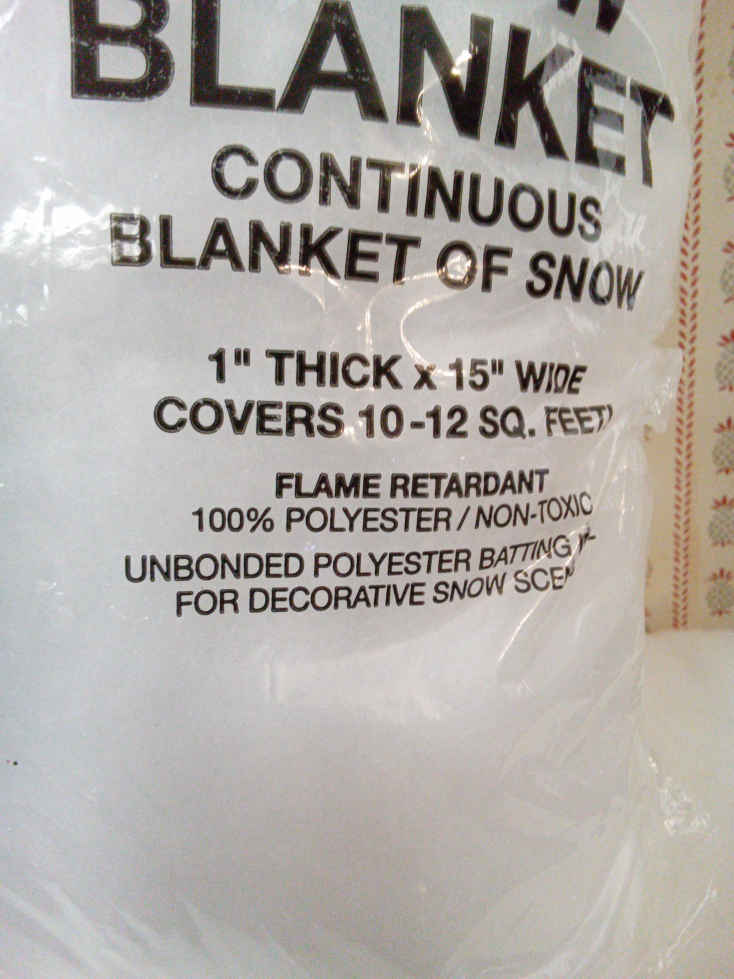 BLANKET
CONTINUOUS
BLANKET OF SNOW
1" THICK x 15" WIDE
COVERS 10-12 SQ. FEET
FLAME RETARDANT
100% POLYESTER / NON-TOXIC
UNBONDED POLYESTER BATTING
FOR DECORATIVE SNOW